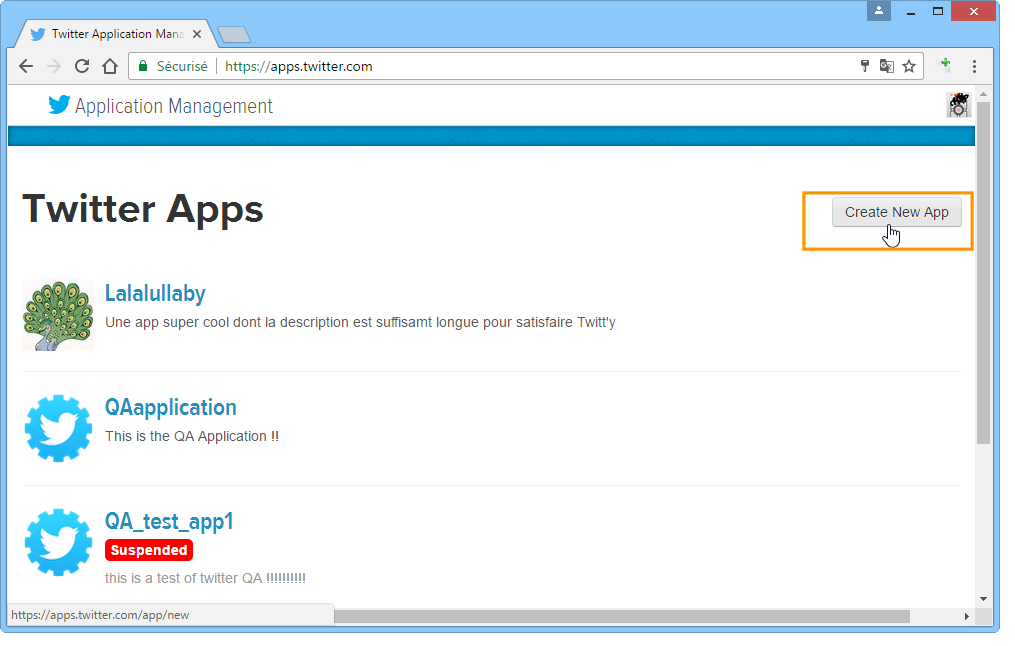 Twitter Application Mana
Sécurisé
https://apps.twitter.com
Application Management
Twitter Apps
Create New App
Lalalullaby
Une app super cool dont la description est suffisamt longue pour satisfaire Twitt'y
QAapplication
This is the QA Application !!
QA_test_app1
Suspended
this is a test of twitter QA !!!!!!!!!!
https://apps.twitter.com/app/new